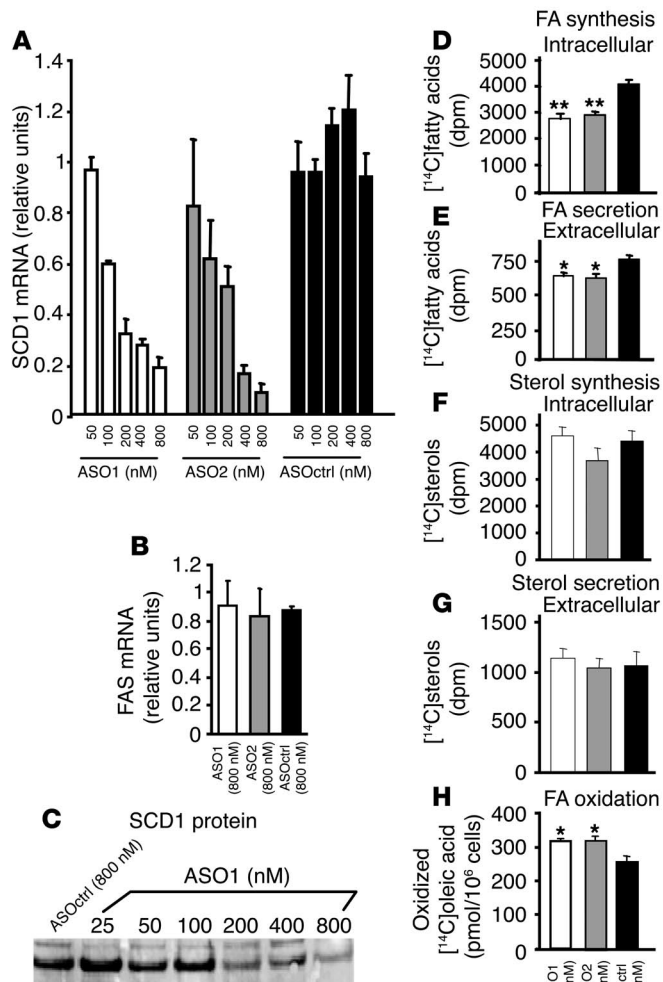 A
SCD1 mRNA (relative units)
1.4
1.2
1
0.8
0.6
0.4
0.2
0
50 100 200 400 800 50 100 200 400 800 50 100 200 400 800
ASO1 (nM) ASO2 (nM) ASOctrl (nM)
B
FAS mRNA
(relative units)
1.2
1
0.8
0.6
0.4
0.2
0
ASO1
(800 nM)
ASO2
(800 nM)
ASOctrl
(800 nM)
C SCD1 protein
ASOctrl (800 nM)
ASO1 (nM)
25 50 100 200 400 800
D FA synthesis
Intracellular
[¹⁴C]fatty acids
(dpm)
5000
4000
3000
2000
1000
0
** **
E FA secretion
Extracellular
[¹⁴C]fatty acids
(dpm)
750
500
250
0
* *
Sterol synthesis
F Intracellular
[¹⁴C]sterols
(dpm)
5000
4000
3000
2000
1000
0
Sterol secretion
G Extracellular
[¹⁴C]sterols
(dpm)
1500
1000
500
0
H FA oxidation
Oxidized
[¹⁴C]oleic acid
(pmol/10⁶ cells)
400
300
200
100
0
* *
O1
nM)
O2
nM)
ctrl
nM)